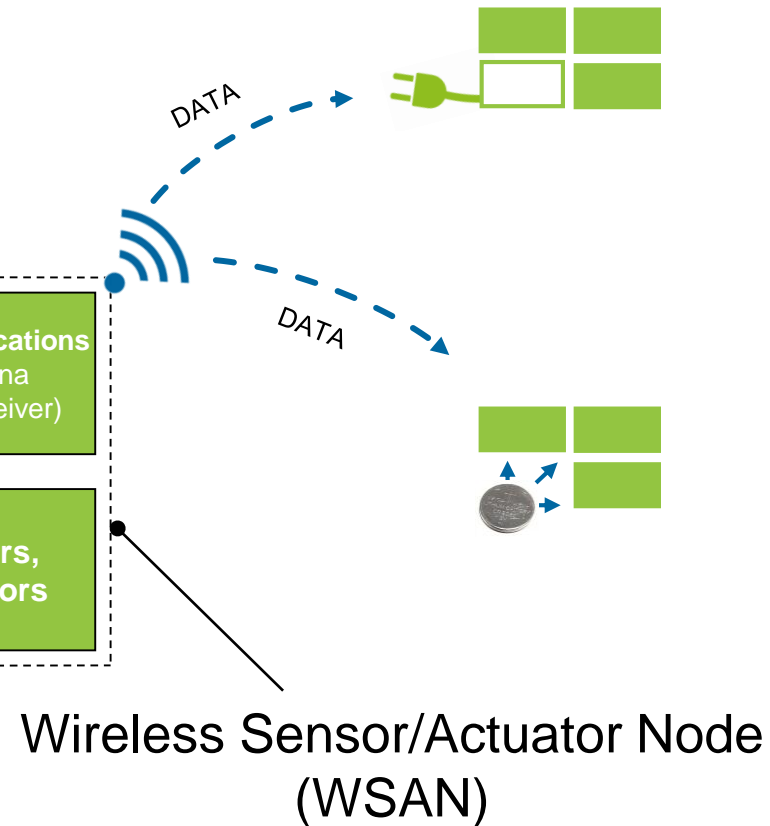 DATA
DATA
cations
na
eiver)
rs,
ors
Wireless Sensor/Actuator Node
(WSAN)